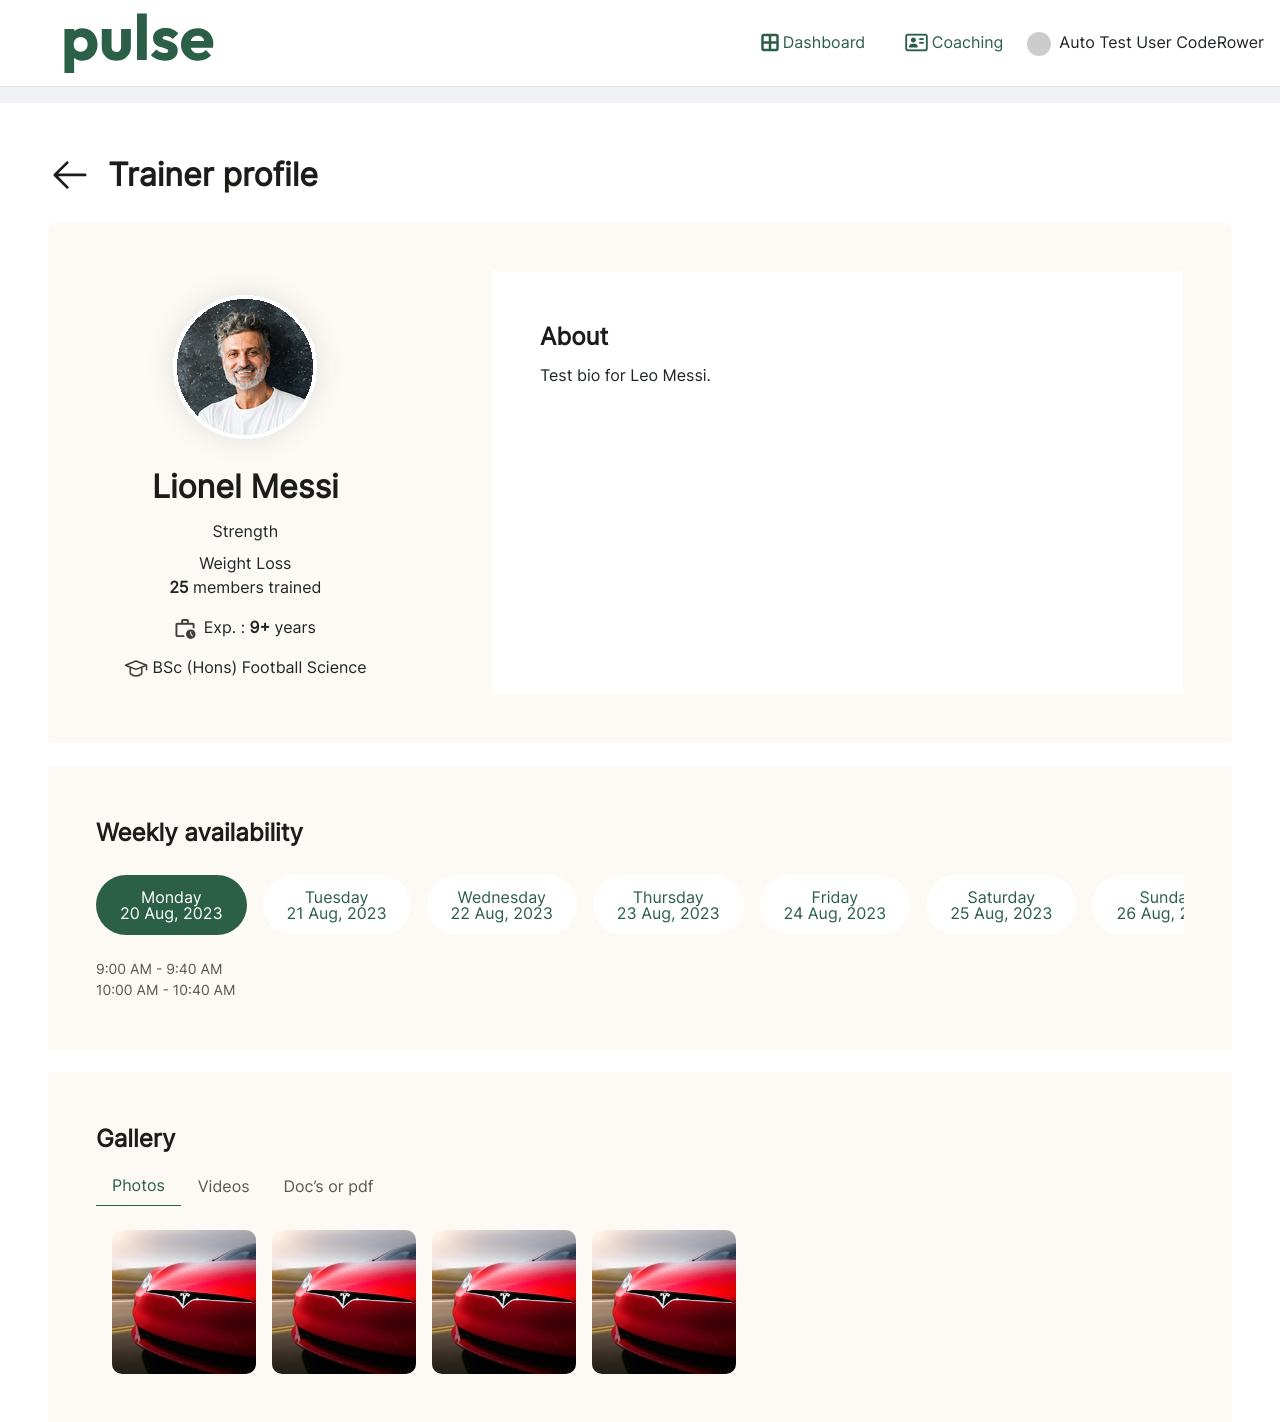 pulse
Dashboard
Coaching
Auto Test User CodeRower
Trainer profile
Lionel Messi
Strength
Weight Loss
25 members trained
Exp. : 9+ years
BSc (Hons) Football Science
About
Test bio for Leo Messi.
Weekly availability
Monday
20 Aug, 2023
Tuesday
21 Aug, 2023
Wednesday
22 Aug, 2023
Thursday
23 Aug, 2023
Friday
24 Aug, 2023
Saturday
25 Aug, 2023
Sunda
26 Aug, 2
9:00 AM - 9:40 AM
10:00 AM - 10:40 AM
Gallery
Photos
Videos
Doc’s or pdf